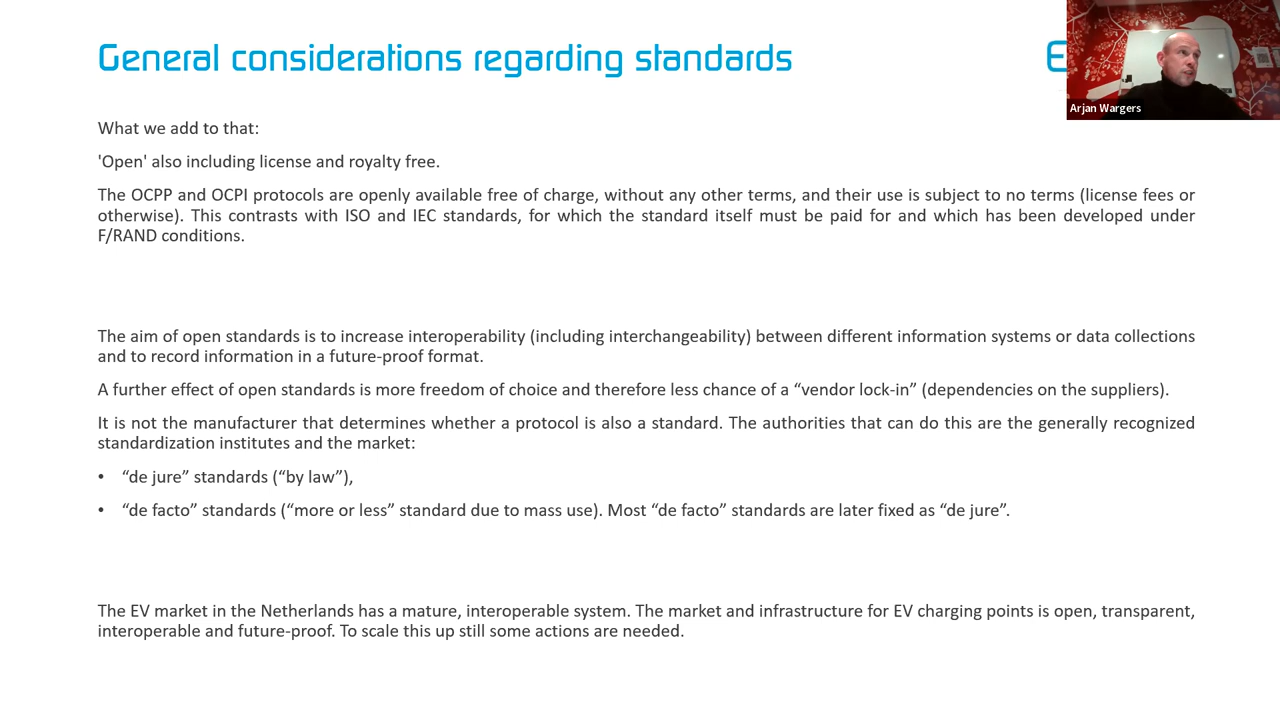 General considerations regarding standards
E
Arjan Wargers
What we add to that:
'Open' also including license and royalty free.
The OCPP and OCPI protocols are openly available free of charge, without any other terms, and their use is subject to no terms (license fees or
otherwise). This contrasts with ISO and IEC standards, for which the standard itself must be paid for and which has been developed under
F/RAND conditions.
The aim of open standards is to increase interoperability (including interchangeability) between different information systems or data collections
and to record information in a future-proof format.
A further effect of open standards is more freedom of choice and therefore less chance of a “vendor lock-in” (dependencies on the suppliers).
It is not the manufacturer that determines whether a protocol is also a standard. The authorities that can do this are the generally recognized
standardization institutes and the market:
• “de jure” standards (“by law”),
• “de facto” standards (“more or less” standard due to mass use). Most “de facto” standards are later fixed as “de jure”.
The EV market in the Netherlands has a mature, interoperable system. The market and infrastructure for EV charging points is open, transparent,
interoperable and future-proof. To scale this up still some actions are needed.